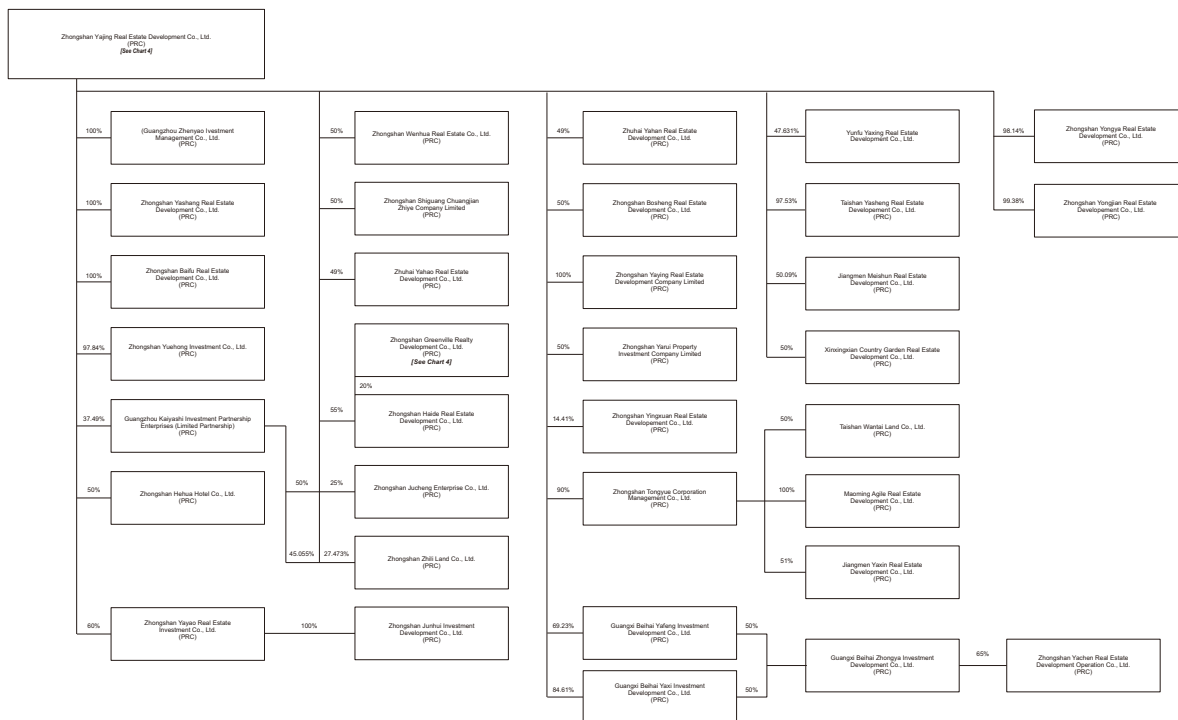 Zhongshan Yajing Real Estate Development Co., Ltd.
(PRC)
[See Chart 4]
100%
(Guangzhou Zhenyao Ivestment
Management Co., Ltd.
(PRC)
100%
Zhongshan Yashang Real Estate
Development Co., Ltd.
(PRC)
100%
Zhongshan Baifu Real Estate
Development Co., Ltd.
(PRC)
97.84%
Zhongshan Yuehong Investment Co., Ltd.
(PRC)
37.49%
Guangzhou Kaiyashi Investment Partnership
Enterprises (Limited Partnership)
(PRC)
50%
Zhongshan Hehua Hotel Co., Ltd.
(PRC)
60%
Zhongshan Yayao Real Estate
Investment Co., Ltd.
(PRC)
100%
50%
45.055%
50%
Zhongshan Wenhua Real Estate Co., Ltd.
(PRC)
50%
Zhongshan Shiguang Chuangjian
Zhiye Company Limited
(PRC)
49%
Zhuhai Yahao Real Estate
Development Co., Ltd.
(PRC)
Zhongshan Greenville Realty
Development Co., Ltd.
(PRC)
[See Chart 4]
20%
55%
Zhongshan Haide Real Estate
Development Co., Ltd.
(PRC)
25%
Zhongshan Jucheng Enterprise Co., Ltd.
(PRC)
27.473%
Zhongshan Zhili Land Co., Ltd.
(PRC)
Zhongshan Junhui Investment
Development Co., Ltd.
(PRC)
49%
Zhuhai Yahan Real Estate
Development Co., Ltd.
(PRC)
50%
Zhongshan Bosheng Real Estate
Development Co., Ltd.
(PRC)
100%
Zhongshan Yaying Real Estate
Development Company Limited
(PRC)
50%
Zhongshan Yarui Property
Investment Company Limited
(PRC)
14.41%
Zhongshan Yingxuan Real Estate
Developement Co., Ltd.
(PRC)
90%
Zhongshan Tongyue Corporation
Management Co., Ltd.
(PRC)
69.23%
Guangxi Beihai Yafeng Investment
Development Co., Ltd.
(PRC)
50%
84.61%
Guangxi Beihai Yaxi Investment
Development Co., Ltd.
(PRC)
50%
47.631%
Yunfu Yaxing Real Estate
Development Co., Ltd.
97.53%
Taishan Yasheng Real Estate
Development Co., Ltd.
(PRC)
50.09%
Jiangmen Meishun Real Estate
Development Co., Ltd.
(PRC)
50%
Xinxingxian Country Garden Real Estate
Development Co., Ltd.
(PRC)
50%
Taishan Wantai Land Co., Ltd.
(PRC)
100%
Maoming Agile Real Estate
Development Co., Ltd.
(PRC)
51%
Jiangmen Yaxin Real Estate
Development Co., Ltd.
(PRC)
Guangxi Beihai Zhongya Investment
Development Co., Ltd.
(PRC)
65%
Zhongshan Yachen Real Estate
Development Operation Co., Ltd.
(PRC)
98.14%
Zhongshan Yongya Real Estate
Development Co., Ltd.
(PRC)
99.38%
Zhongshan Yongjian Real Estate
Developement Co., Ltd.
(PRC)